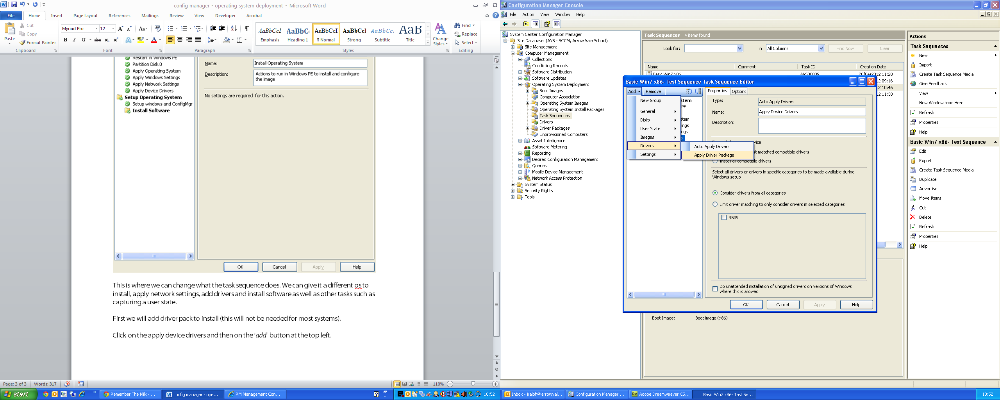 config manager - operating system deployment - Microsoft Word
File Home Insert Page Layout References Mailings Review View Developer Acrobat
Paste
Cut
Copy
Format Painter
Clipboard
Myriad Pro 12
Font
Paragraph
AaBbCcI AaBbCc AaBbCcI AaBbCcI AaBbCc. AaB
Emphasis Heading 1 ¶ Normal Strong Subtitle Title
Change Styles
Styles
Find
Replace
Select
Editing
Restart in Windows PE
Partition Disk 0
Apply Operating System
Apply Windows Settings
Apply Network Settings
Apply Device Drivers
Setup Operating System
Setup windows and ConfigMgr
Install Software
Name: Install Operating System
Description: Actions to run in Windows PE to install and configure
the image
No settings are required for this action.
OK Cancel Apply Help
This is where we can change what the task sequence does. We can give it a different os to
install, apply network settings, add drivers and install software as well as other tasks such as
capturing a user state.
First we will add driver pack to install (this will not be needed for most systems).
Click on the apply device drivers and then on the ‘add’ button at the top left.
Page: 3 of 3 Words: 317 110%
start Remember The Milk - ... config manager - ope... RM Management Con... 10:52
Configuration Manager Console
File Action View Window Help
System Center Configuration Manager
Site Database (AVS - SCCM, Arrow Vale School)
Site Management
Computer Management
Collections
Conflicting Records
Software Distribution
Software Updates
Operating System Deployment
Boot Images
Computer Association
Operating System Images
Operating System Install Packages
Task Sequences
Drivers
Driver Packages
Unprovisioned Computers
Asset Intelligence
Software Metering
Reporting
Desired Configuration Management
Queries
Mobile Device Management
Network Access Protection
System Status
Security Rights
Tools
Task Sequences 4 items found
Look for: in All Columns Find Now Clear
Name Comment Task ID Creation Date
Basic Win7 x86 AVS00009 20/04/2012 11:28
12 09:16
12 10:46
12 11:30
Basic Win7 x86- Test Sequence Task Sequence Editor
Add Remove
New Group
General
Disks
User State
Images
Drivers
Settings
Auto Apply Drivers
Apply Driver Package
stem
PE
stem
ings
ngs
s
Properties Options
Type: Auto Apply Drivers
Name: Apply Device Drivers
Description:
vice
st matched compatible drivers
Install all compatible drivers
Select all drivers or drivers in specific categories to be made available during
Windows setup
Consider drivers from all categories
Limit driver matching to only consider drivers in selected categories
R509
Do unattended installation of unsigned drivers on versions of Windows
where this is allowed
OK Cancel Apply Help
Boot Image: Boot image (x86)
Actions
Task Sequences
New
Import
Create Task Sequence Media
Give Feedback
View
New Window from Here
Refresh
Properties
Help
Basic Win7 x86- Test Sequence
Edit
Export
Create Task Sequence Media
Duplicate
Advertise
Move Items
Cut
Delete
Refresh
Properties
Help
Inbox - jralph@arrowval... Configuration Manager ... Adobe Dreamweaver CS5... Basic Win7 x86- Test Se... 10:52